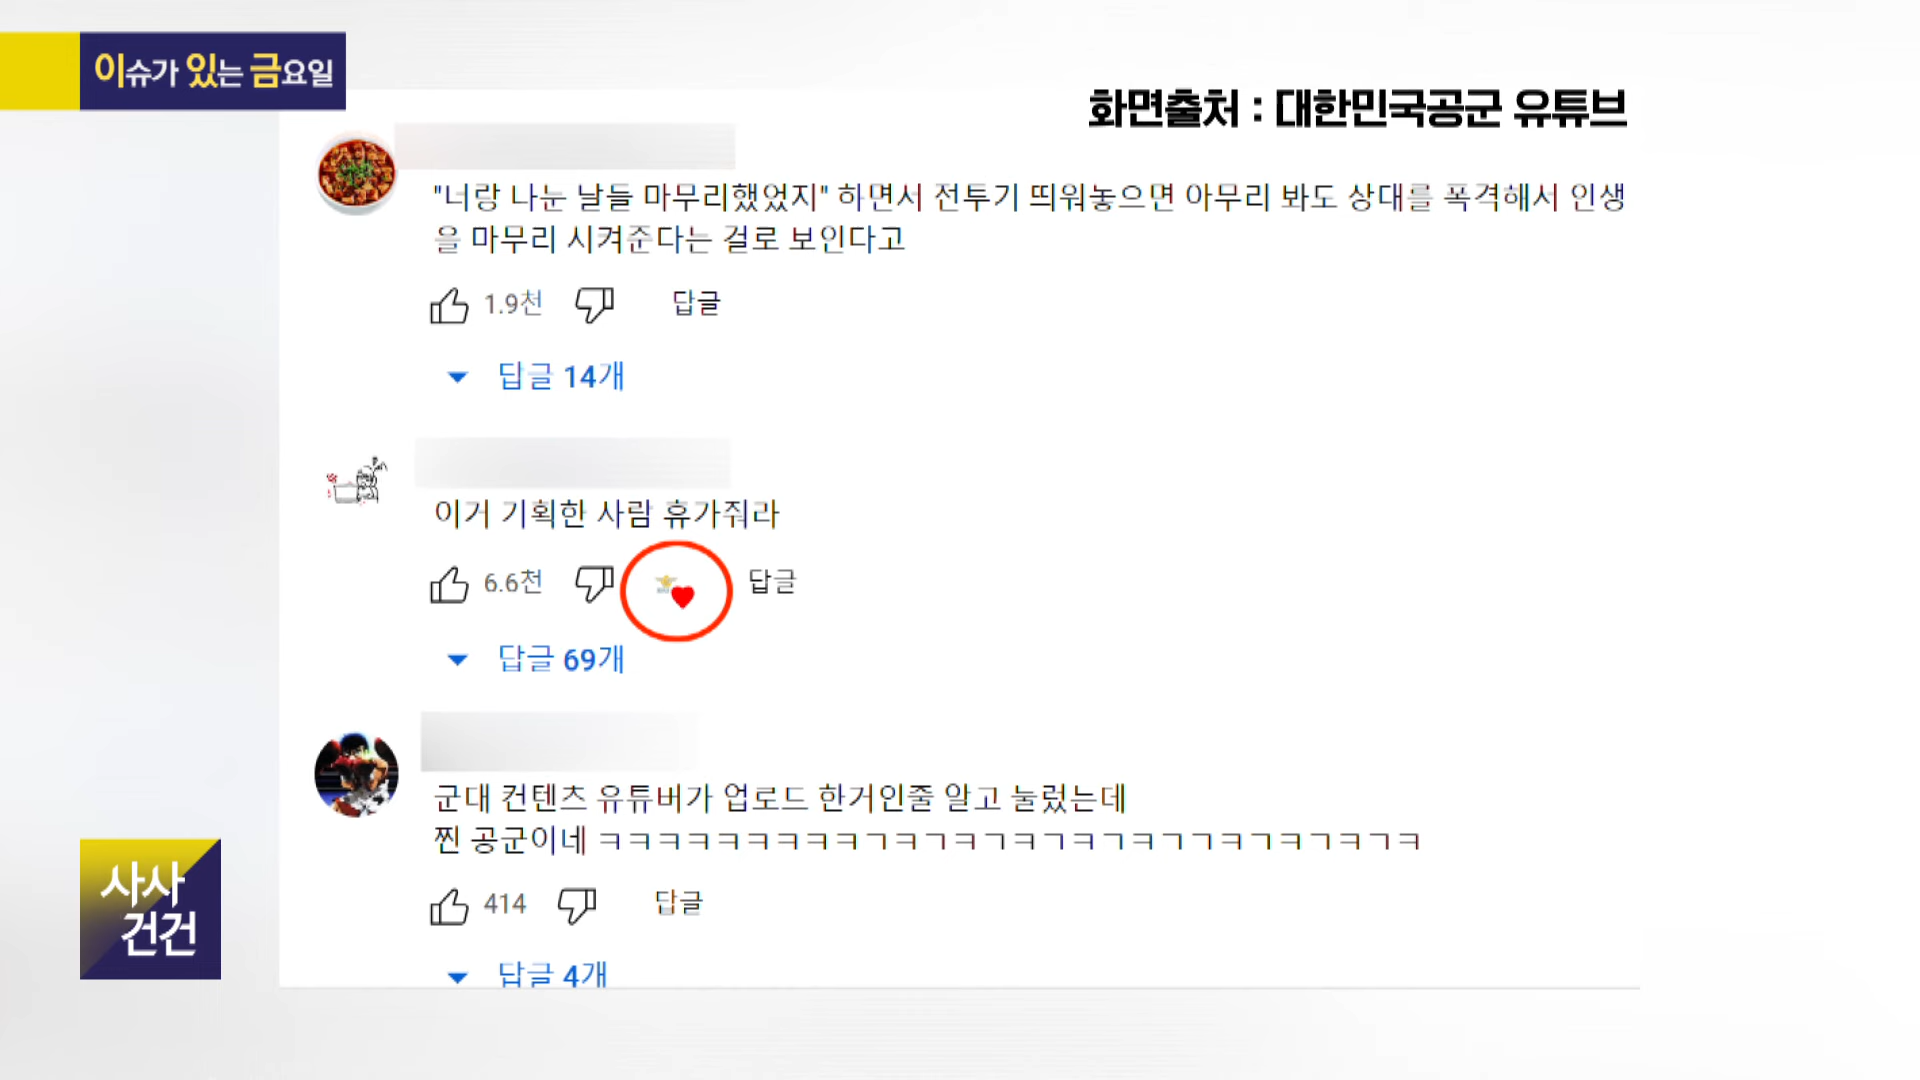 이슈가 있는 금요일
화면출처 : 대한민국공군 유튜브
"너랑 나눈 날들 마무리했었지" 하면서 전투기 띄워놓으면 아무리 봐도 상대를 폭격해서 인생
을 마무리 시켜준다는 걸로 보인다고
1.9천 답글
답글 14개
이거 기획한 사람 휴가줘라
6.6천 답글
답글 69개
군대 컨텐츠 유튜버가 업로드 한거인줄 알고 눌렀는데
찐 공군이네 ㅋㅋㅋㅋㅋㅋㅋㅋㅋㄱㅋㄱㅋㄱㅋㄱㅋㄱㅋㄱㄱㅋㄱㅋㄱㅋㄱㅋ
414 답글
답글 4개
사사
건건